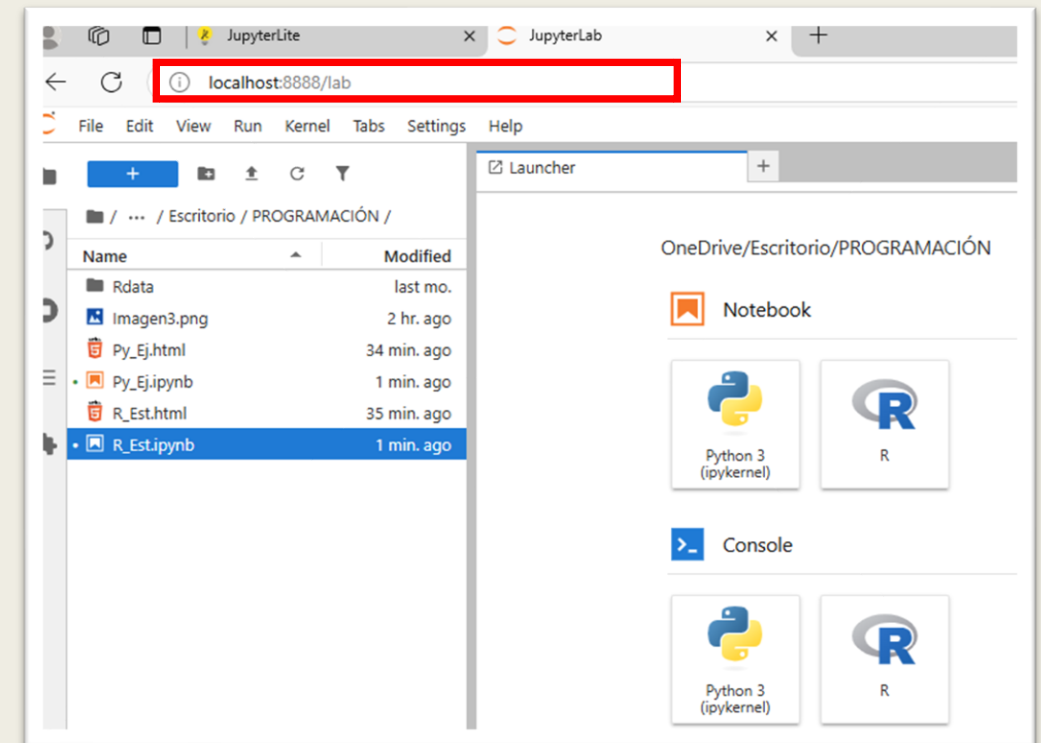 JupyterLite
JupyterLab
localhost:8888/lab
File Edit View Run Kernel Tabs Settings Help
Launcher
/ ... / Escritorio / PROGRAMACIÓN /
Name Modified
Rdata last mo.
Imagen3.png 2 hr. ago
Py_Ej.html 34 min. ago
Py_Ej.ipynb 1 min. ago
R_Est.html 35 min. ago
R_Est.ipynb 1 min. ago
OneDrive/Escritorio/PROGRAMACIÓN
Notebook
Python 3
(ipykernel)
R
Console
Python 3
(ipykernel)
R